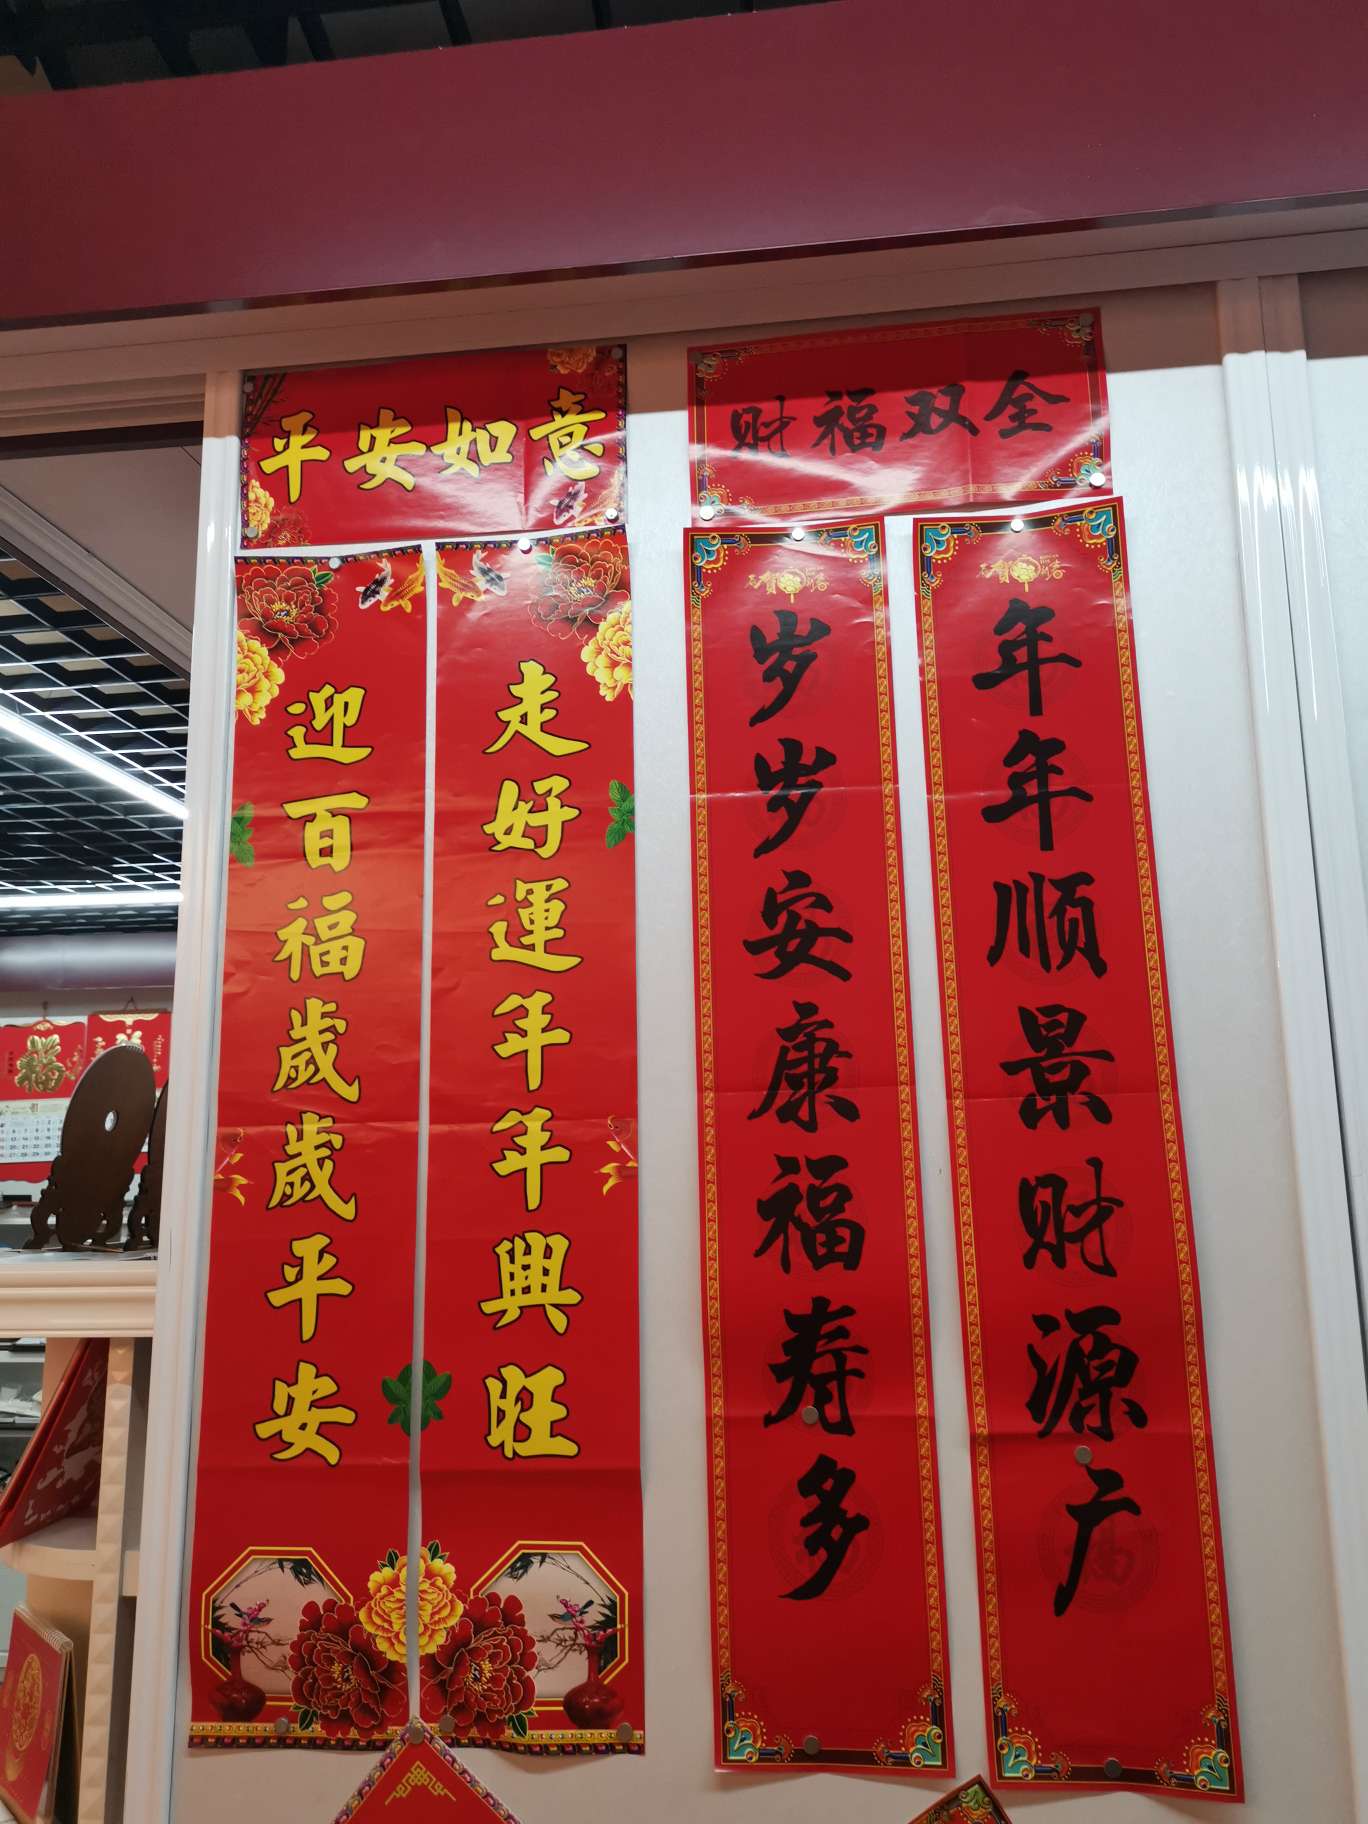 平安如意
迎百福歲歲平安
走好運年年興旺
财福双全
岁岁安康福寿多
年年顺景财源广
福